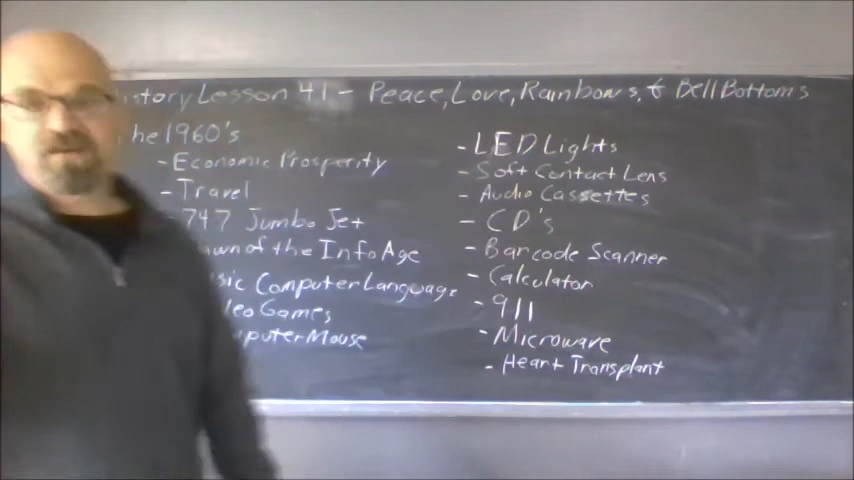 istory Lesson 41 - Peace, Love, Rainbows, & Bell Bottoms
he 1960's
- Economic Prosperity
- Travel
- 747 Jumbo Jet
awn of the Info Age
sic Computer Language
deo Games
mputer Mouse
- LED Lights
- Soft Contact Lens
- Audio Cassettes
- CD's
- Barcode Scanner
- Calculator
- 911
- Microwave
- Heart Transplant